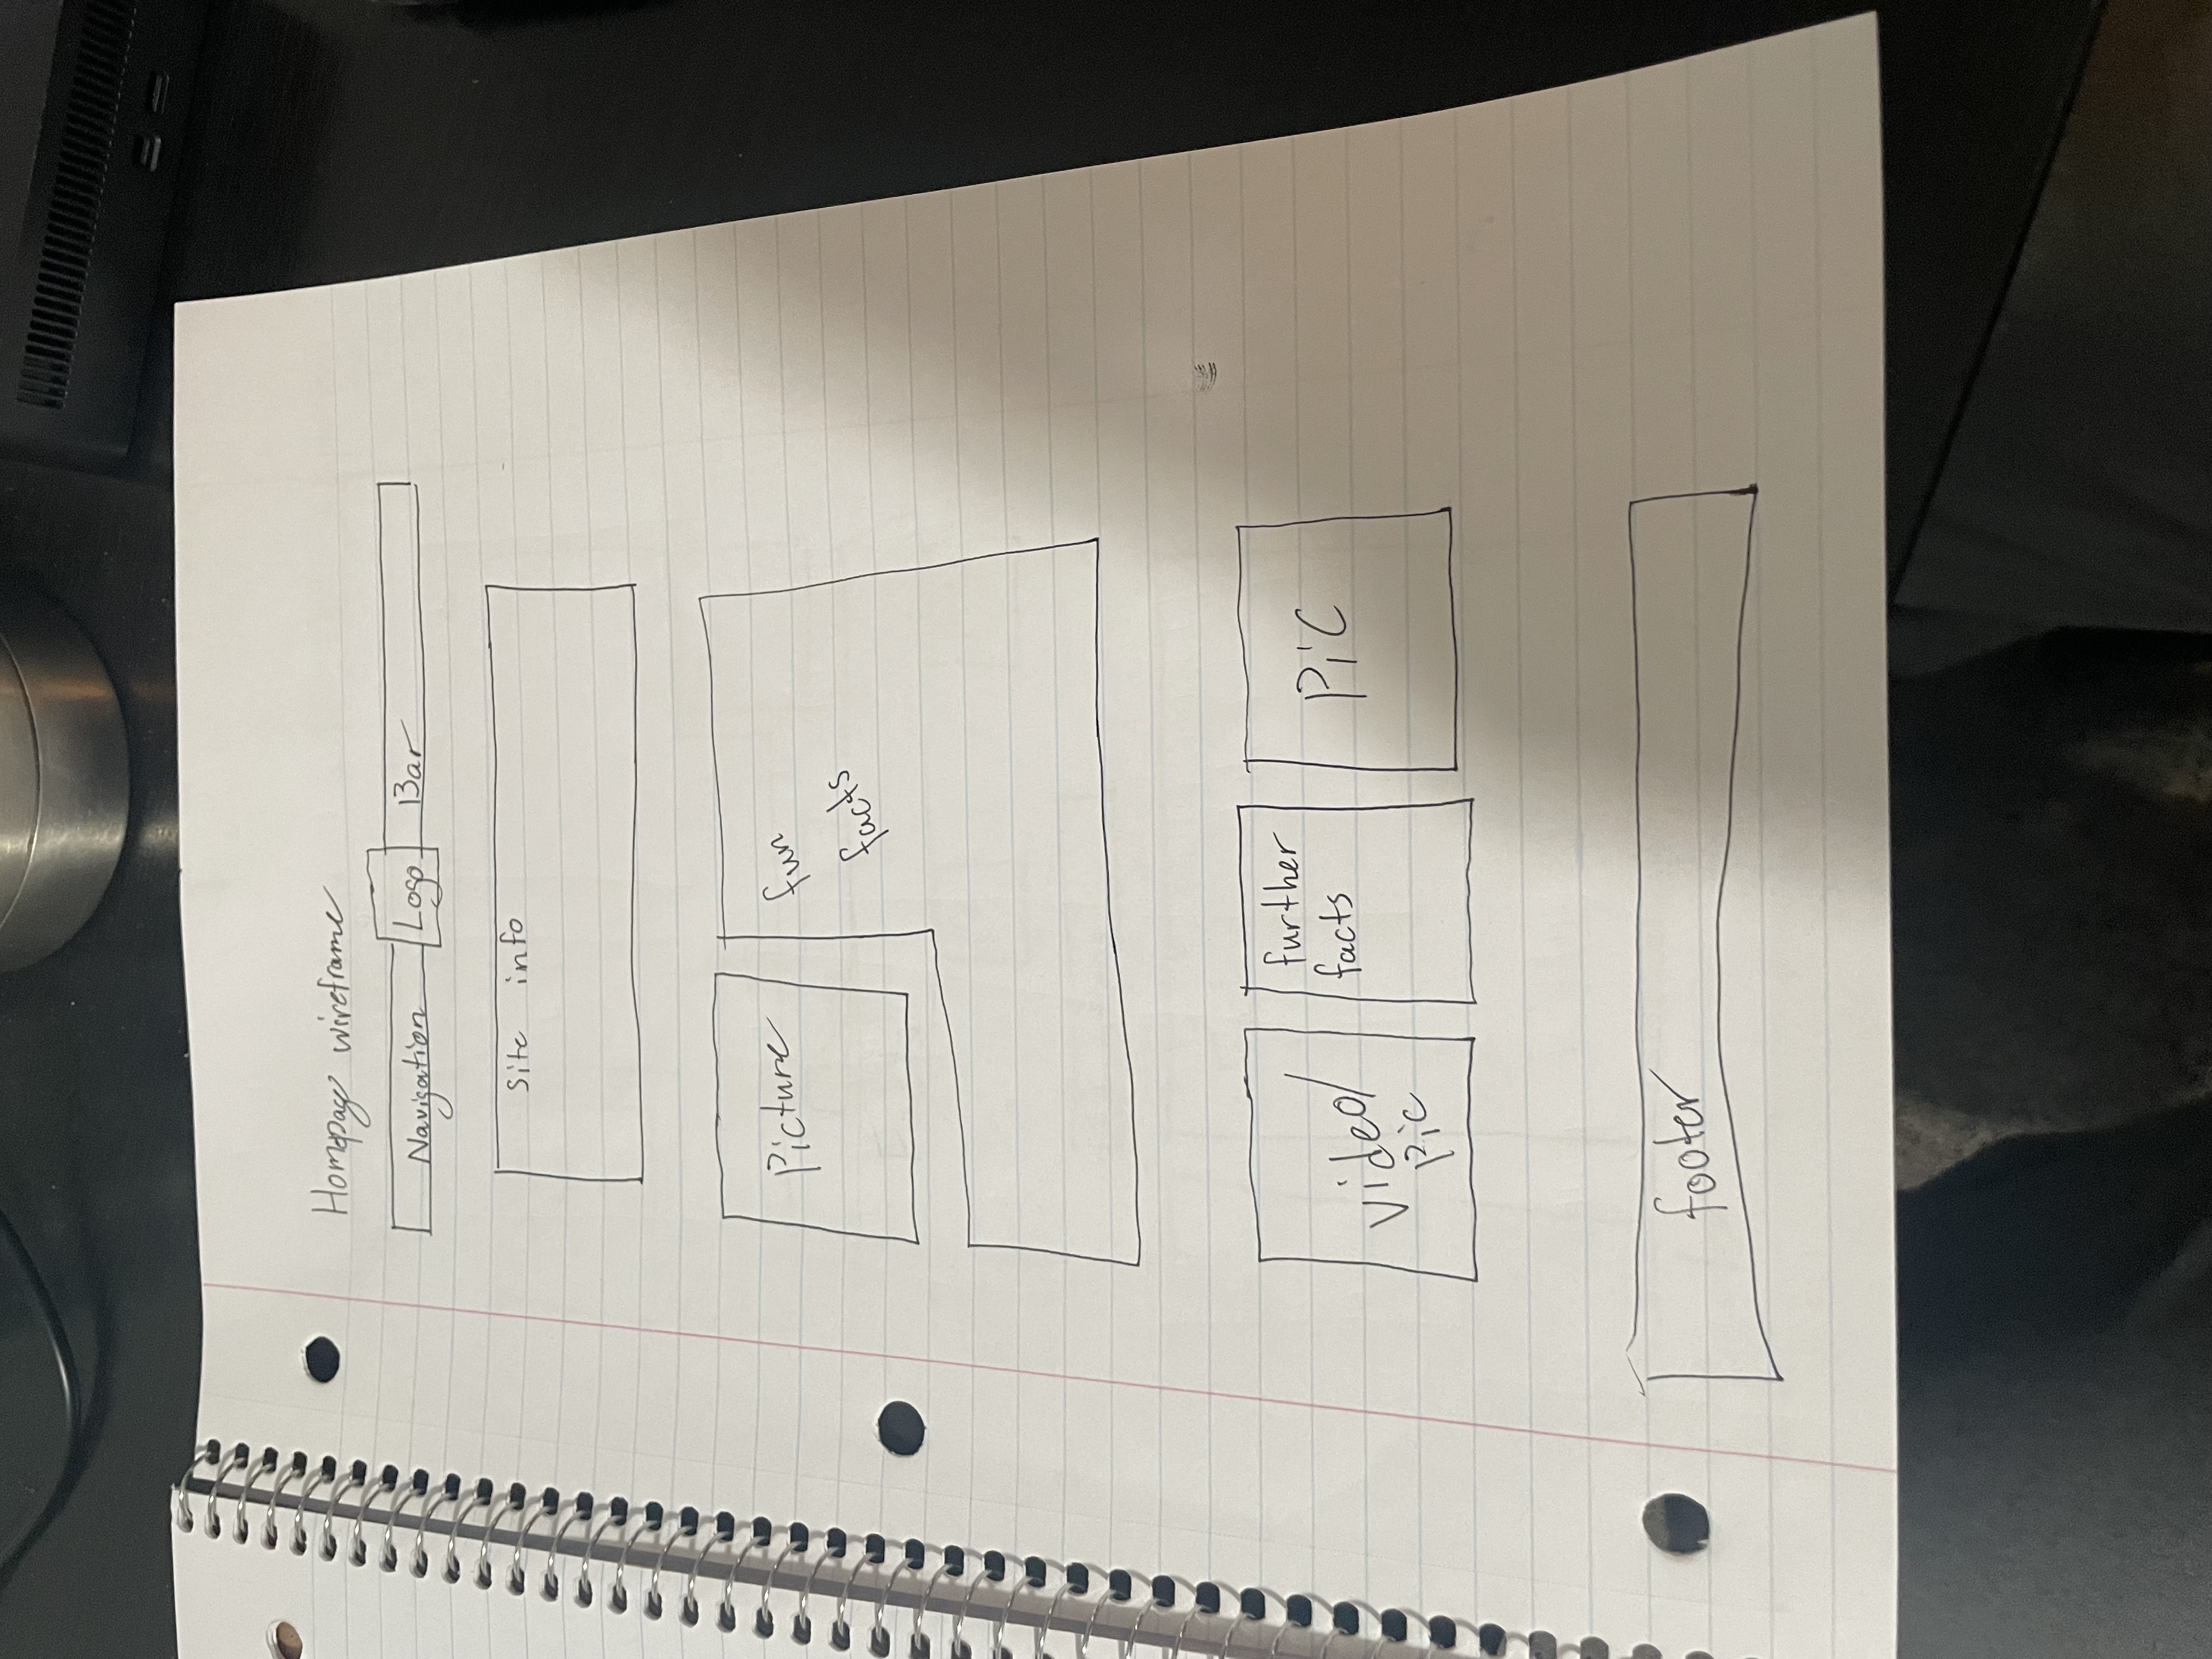 Homepage wireframe
Navigation Logo Bar
Site info
Picture
fun
facts
video/
Pic
further
facts
PiC
footer